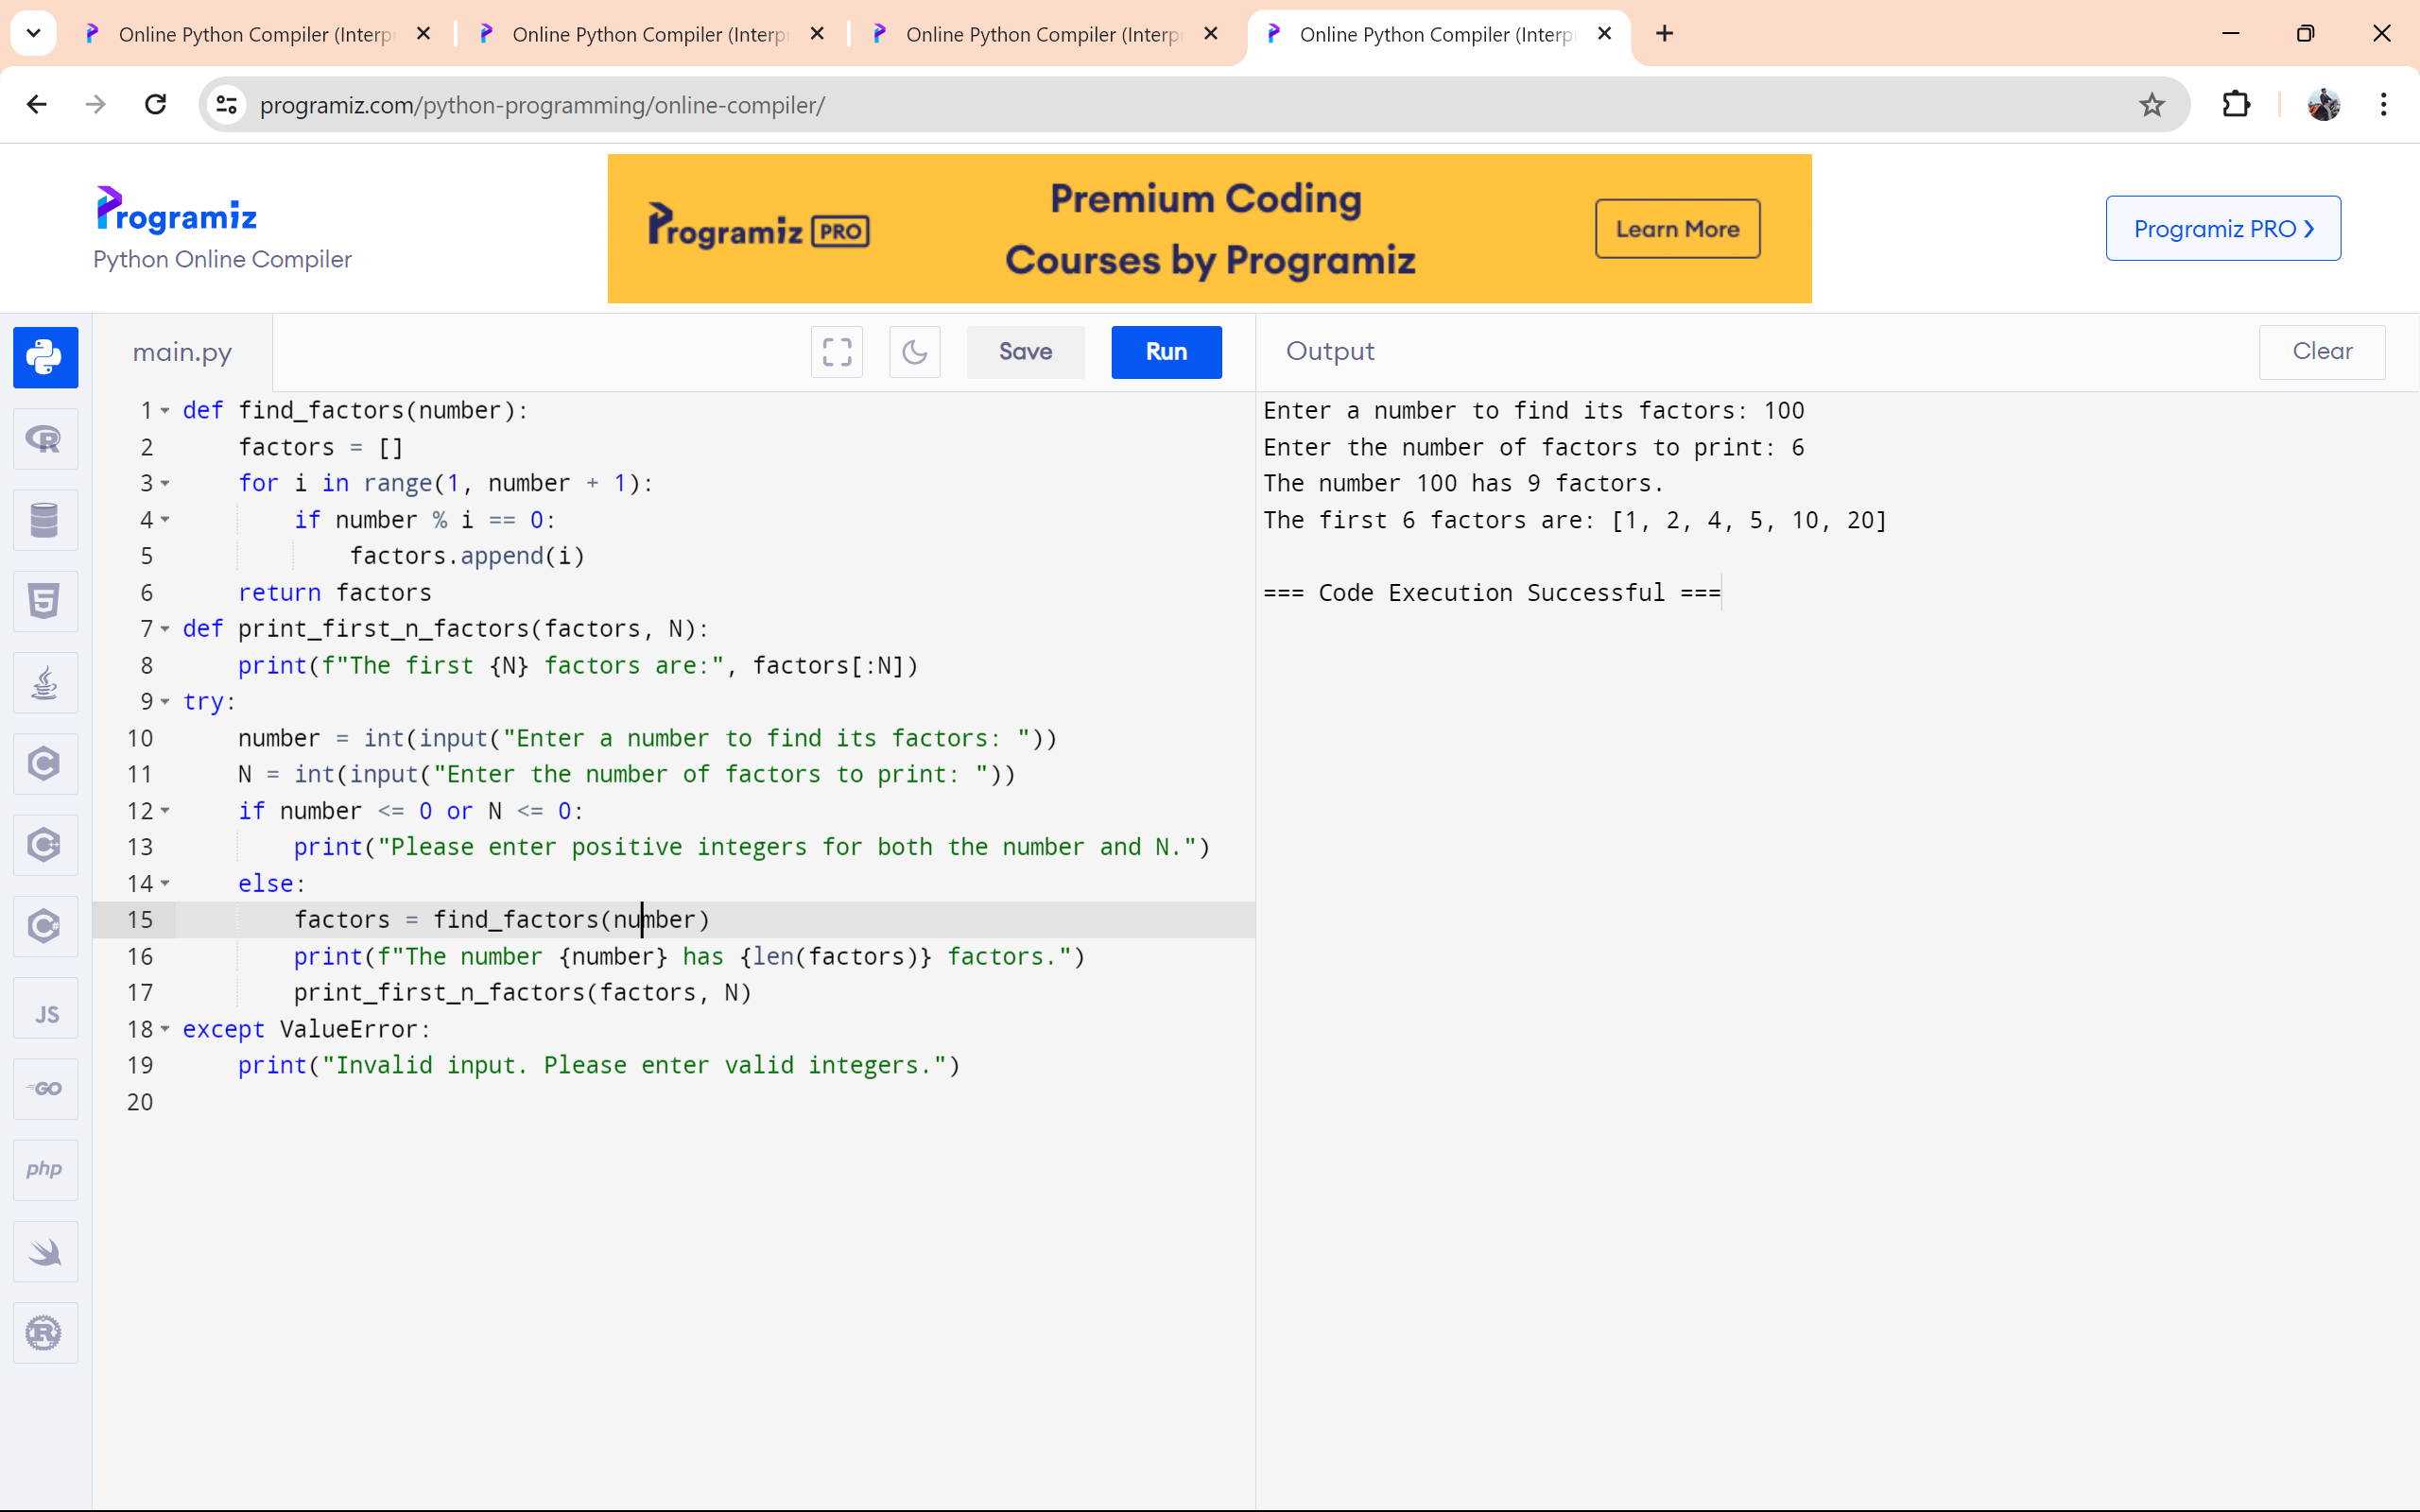 Online Python Compiler (Interp
Online Python Compiler (Interp
Online Python Compiler (Interp
Online Python Compiler (Interp
programiz.com/python-programming/online-compiler/
Programiz
Python Online Compiler
Programiz PRO
Premium Coding
Courses by Programiz
Learn More
Programiz PRO ❯
main.py
Save
Run
Output
Clear
1 def find_factors(number):
2     factors = []
3     for i in range(1, number + 1):
4         if number % i == 0:
5             factors.append(i)
6     return factors
7 def print_first_n_factors(factors, N):
8     print(f"The first {N} factors are:", factors[:N])
9 try:
10     number = int(input("Enter a number to find its factors: "))
11     N = int(input("Enter the number of factors to print: "))
12     if number <= 0 or N <= 0:
13         print("Please enter positive integers for both the number and N.")
14     else:
15         factors = find_factors(number)
16         print(f"The number {number} has {len(factors)} factors.")
17         print_first_n_factors(factors, N)
18 except ValueError:
19     print("Invalid input. Please enter valid integers.")
20
Enter a number to find its factors: 100
Enter the number of factors to print: 6
The number 100 has 9 factors.
The first 6 factors are: [1, 2, 4, 5, 10, 20]
=== Code Execution Successful ===
R
5
C
C++
C#
JS
GO
php
R